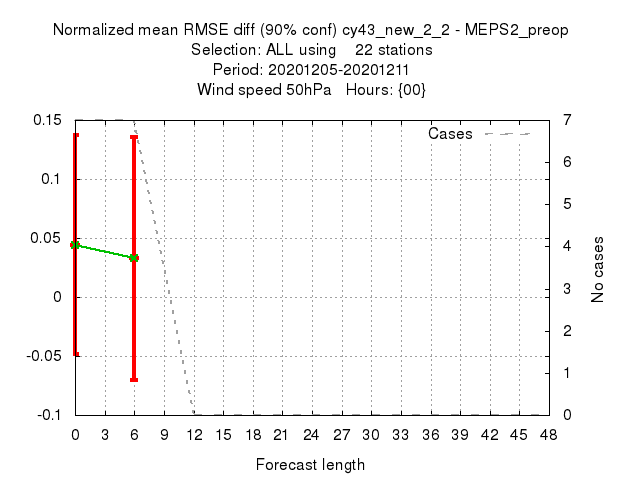 Normalized mean RMSE diff (90% conf) cy43_new_2_2 - MEPS2_preop
Selection: ALL using 22 stations
Period: 20201205-20201211
Wind speed 50hPa Hours: {00}
Cases
0.15
0.1
0.05
0
-0.05
-0.1
7
6
5
4
3
2
1
0
No cases
0 3 6 9 12 15 18 21 24 27 30 33 36 39 42 45 48
Forecast length